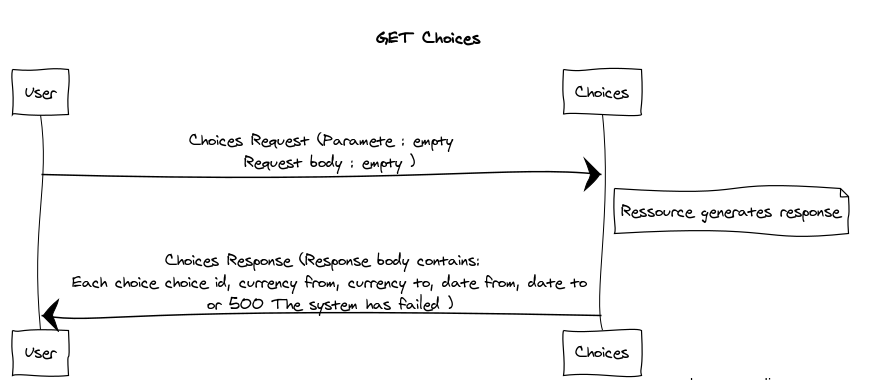 GET Choices
User
Choices
Choices Request (Paramete : empty
Request body : empty )
Ressource generates response
Choices Response (Response body contains:
Each choice choice id, currency from, currency to, date from, date to
or 500 The system has failed )
User
Choices